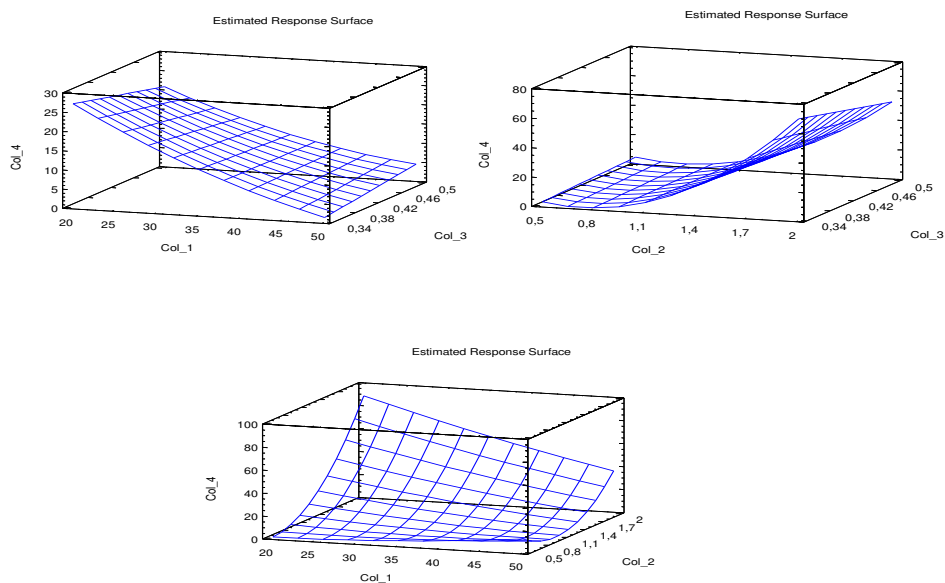 Estimated Response Surface
Col_4
30
25
20
15
10
5
0
20 25 30 35 40 45 50
Col_1
0,34 0,38 0,42 0,46 0,5
Col_3
Estimated Response Surface
Col_4
80
60
40
20
0
0,5 0,8 1,1 1,4 1,7 2
Col_2
0,34 0,38 0,42 0,46 0,5
Col_3
Estimated Response Surface
Col_4
100
80
60
40
20
0
20 25 30 35 40 45 50
Col_1
0,5 0,8 1,1 1,4 1,7 2
Col_2